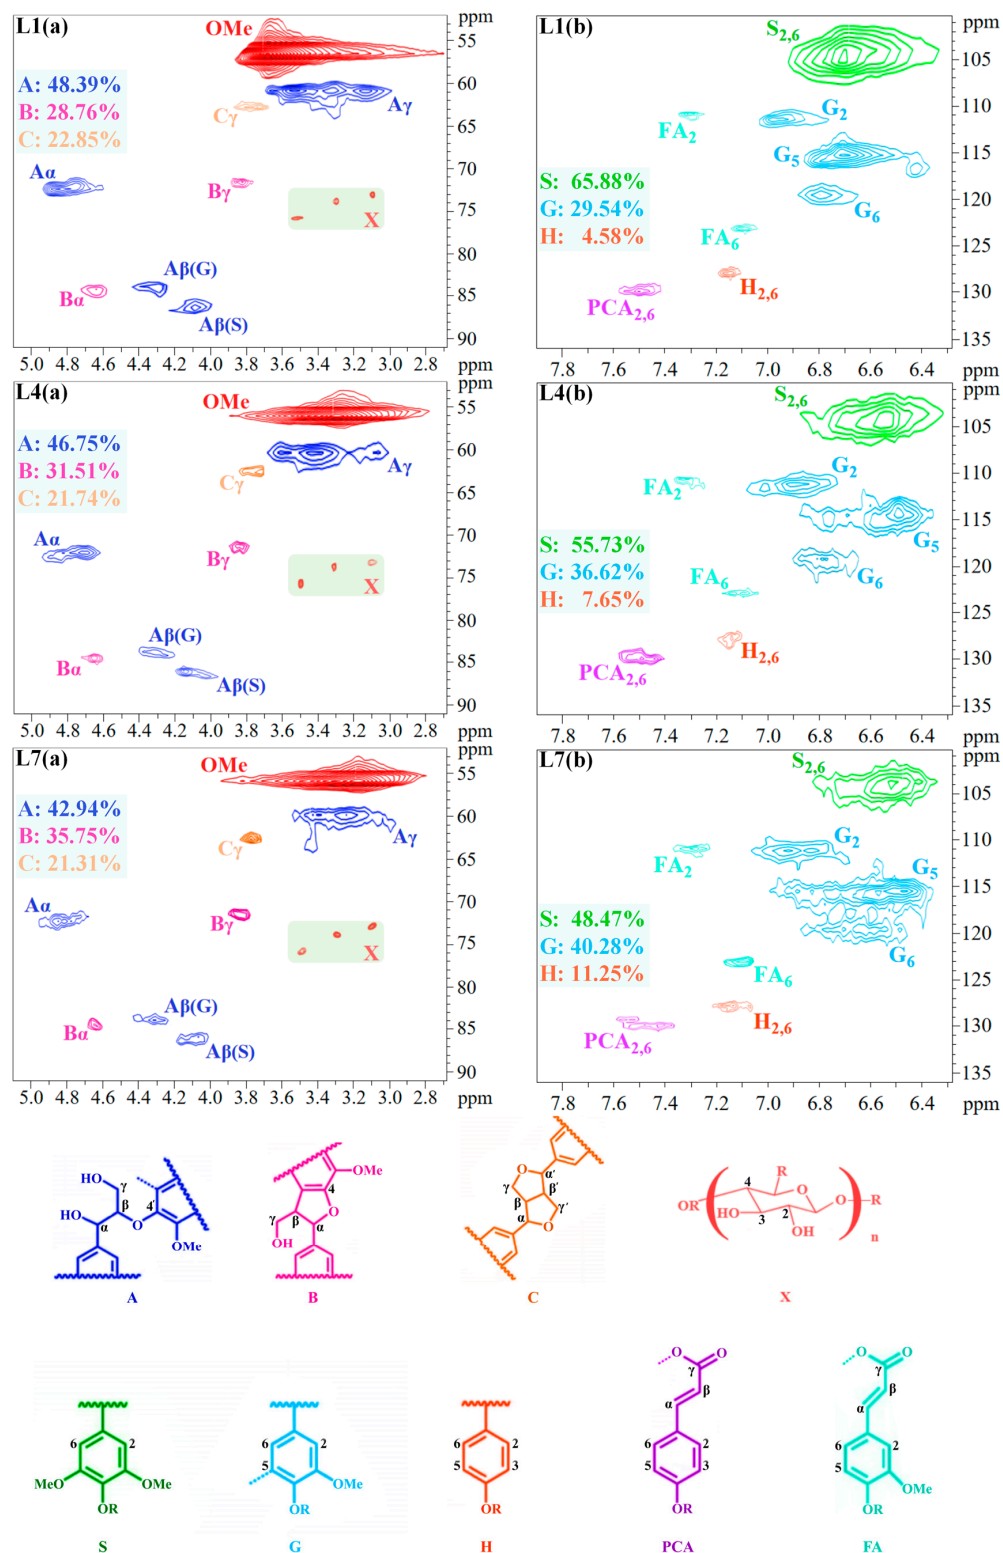 L1(a)
OMe
ppm
A: 48.39%
B: 28.76%
C: 22.85%
Aγ
Cγ
Aα
Bγ
X
Aβ(G)
Bα
Aβ(S)
55
60
65
70
75
80
85
90
5.0 4.8 4.6 4.4 4.2 4.0 3.8 3.6 3.4 3.2 3.0 2.8 ppm
L1(b)
S2,6
ppm
G2
FA2
G5
S: 65.88%
G: 29.54%
H: 4.58%
G6
FA6
H2,6
PCA2,6
105
110
115
120
125
130
135
7.8 7.6 7.4 7.2 7.0 6.8 6.6 6.4 ppm
L4(a)
OMe
ppm
A: 46.75%
B: 31.51%
C: 21.74%
Aγ
Cγ
Aα
Bγ
X
Aβ(G)
Bα
Aβ(S)
55
60
65
70
75
80
85
90
5.0 4.8 4.6 4.4 4.2 4.0 3.8 3.6 3.4 3.2 3.0 2.8 ppm
L4(b)
S2,6
ppm
G2
FA2
G5
S: 55.73%
G: 36.62%
H: 7.65%
FA6
G6
H2,6
PCA2,6
105
110
115
120
125
130
135
7.8 7.6 7.4 7.2 7.0 6.8 6.6 6.4 ppm
L7(a)
OMe
ppm
A: 42.94%
B: 35.75%
C: 21.31%
Aγ
Cγ
Aα
Bγ
X
Aβ(G)
Bα
Aβ(S)
55
60
65
70
75
80
85
90
5.0 4.8 4.6 4.4 4.2 4.0 3.8 3.6 3.4 3.2 3.0 2.8 ppm
L7(b)
S2,6
ppm
G2
FA2
G5
S: 48.47%
G: 40.28%
H: 11.25%
G6
FA6
H2,6
PCA2,6
105
110
115
120
125
130
135
7.8 7.6 7.4 7.2 7.0 6.8 6.6 6.4 ppm
HO
γ
β
4'
HO
α
O
OMe
A
OMe
4
γ
β
O
α
OH
B
O
α'
γ
β'
β
γ'
α
O
C
R
4
O
OR
O
R
HO
3
2
OH
n
X
6
2
MeO
OMe
OR
S
6
2
5
OMe
OR
G
6
2
5
3
OR
H
O
O
γ
β
α
6
2
5
3
OR
PCA
O
O
γ
β
α
6
2
5
OMe
OR
FA